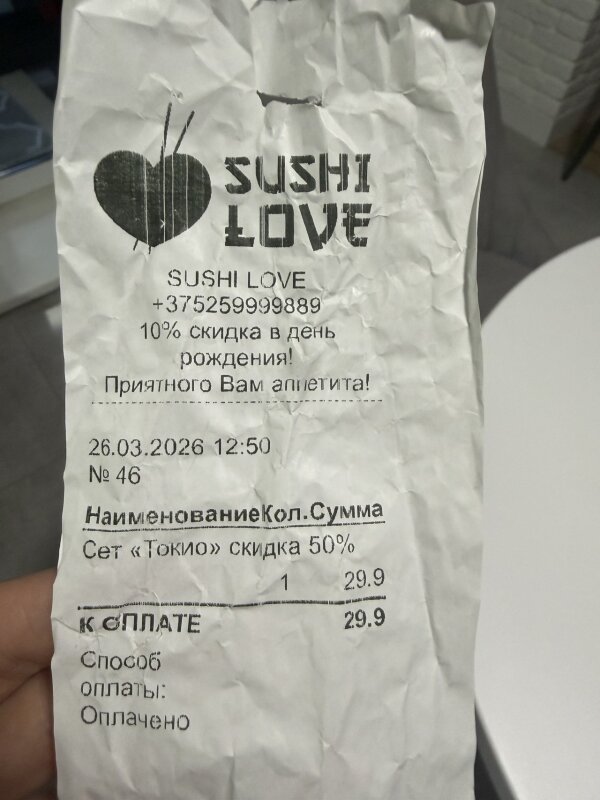 SUSHI
LOVE
SUSHI LOVE
+375259999889
10% скидка в день
рождения!
Приятного Вам аппетита!
26.03.2026 12:50
№ 46
НаименованиеКол.Сумма
Сет «Токио» скидка 50%
1 29.9
К ОПЛАТЕ 29.9
Способ
оплаты:
Оплачено